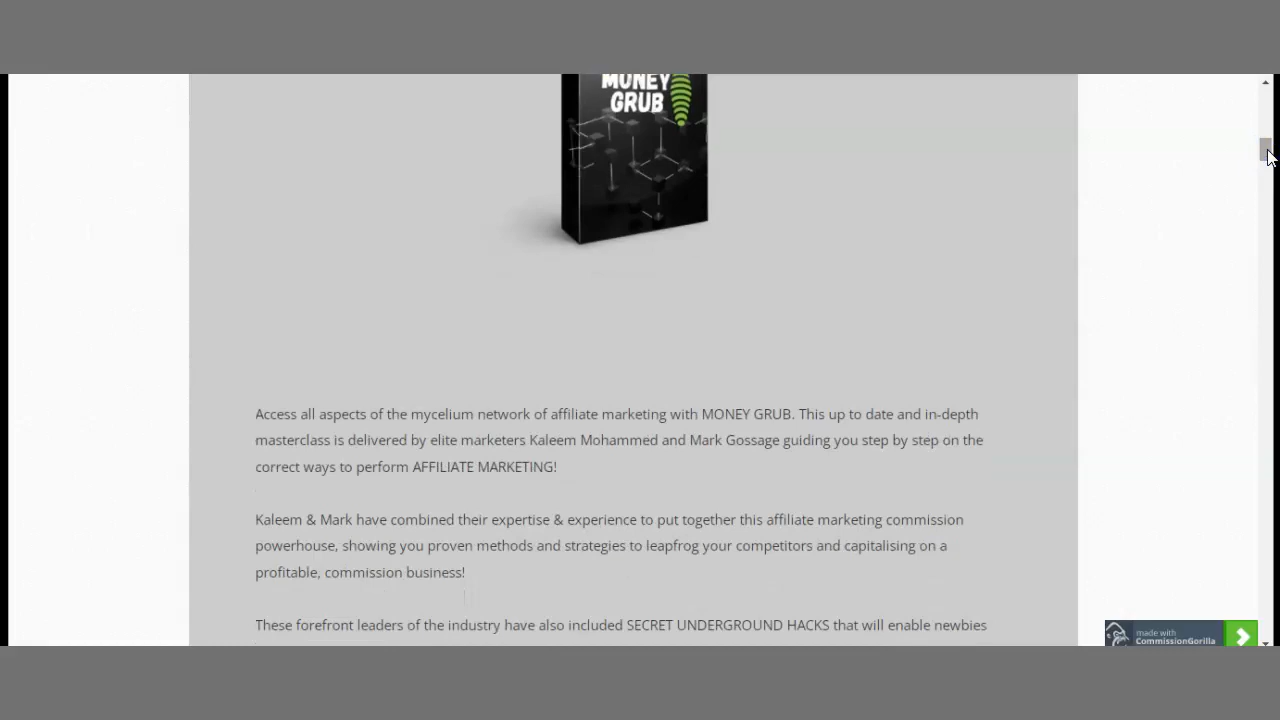 MONEY
GRUB
Access all aspects of the mycelium network of affiliate marketing with MONEY GRUB. This up to date and in-depth
masterclass is delivered by elite marketers Kaleem Mohammed and Mark Gossage guiding you step by step on the
correct ways to perform AFFILIATE MARKETING!
Kaleem & Mark have combined their expertise & experience to put together this affiliate marketing commission
powerhouse, showing you proven methods and strategies to leapfrog your competitors and capitalising on a
profitable, commission business!
These forefront leaders of the industry have also included SECRET UNDERGROUND HACKS that will enable newbies
made with
CommissionGorilla